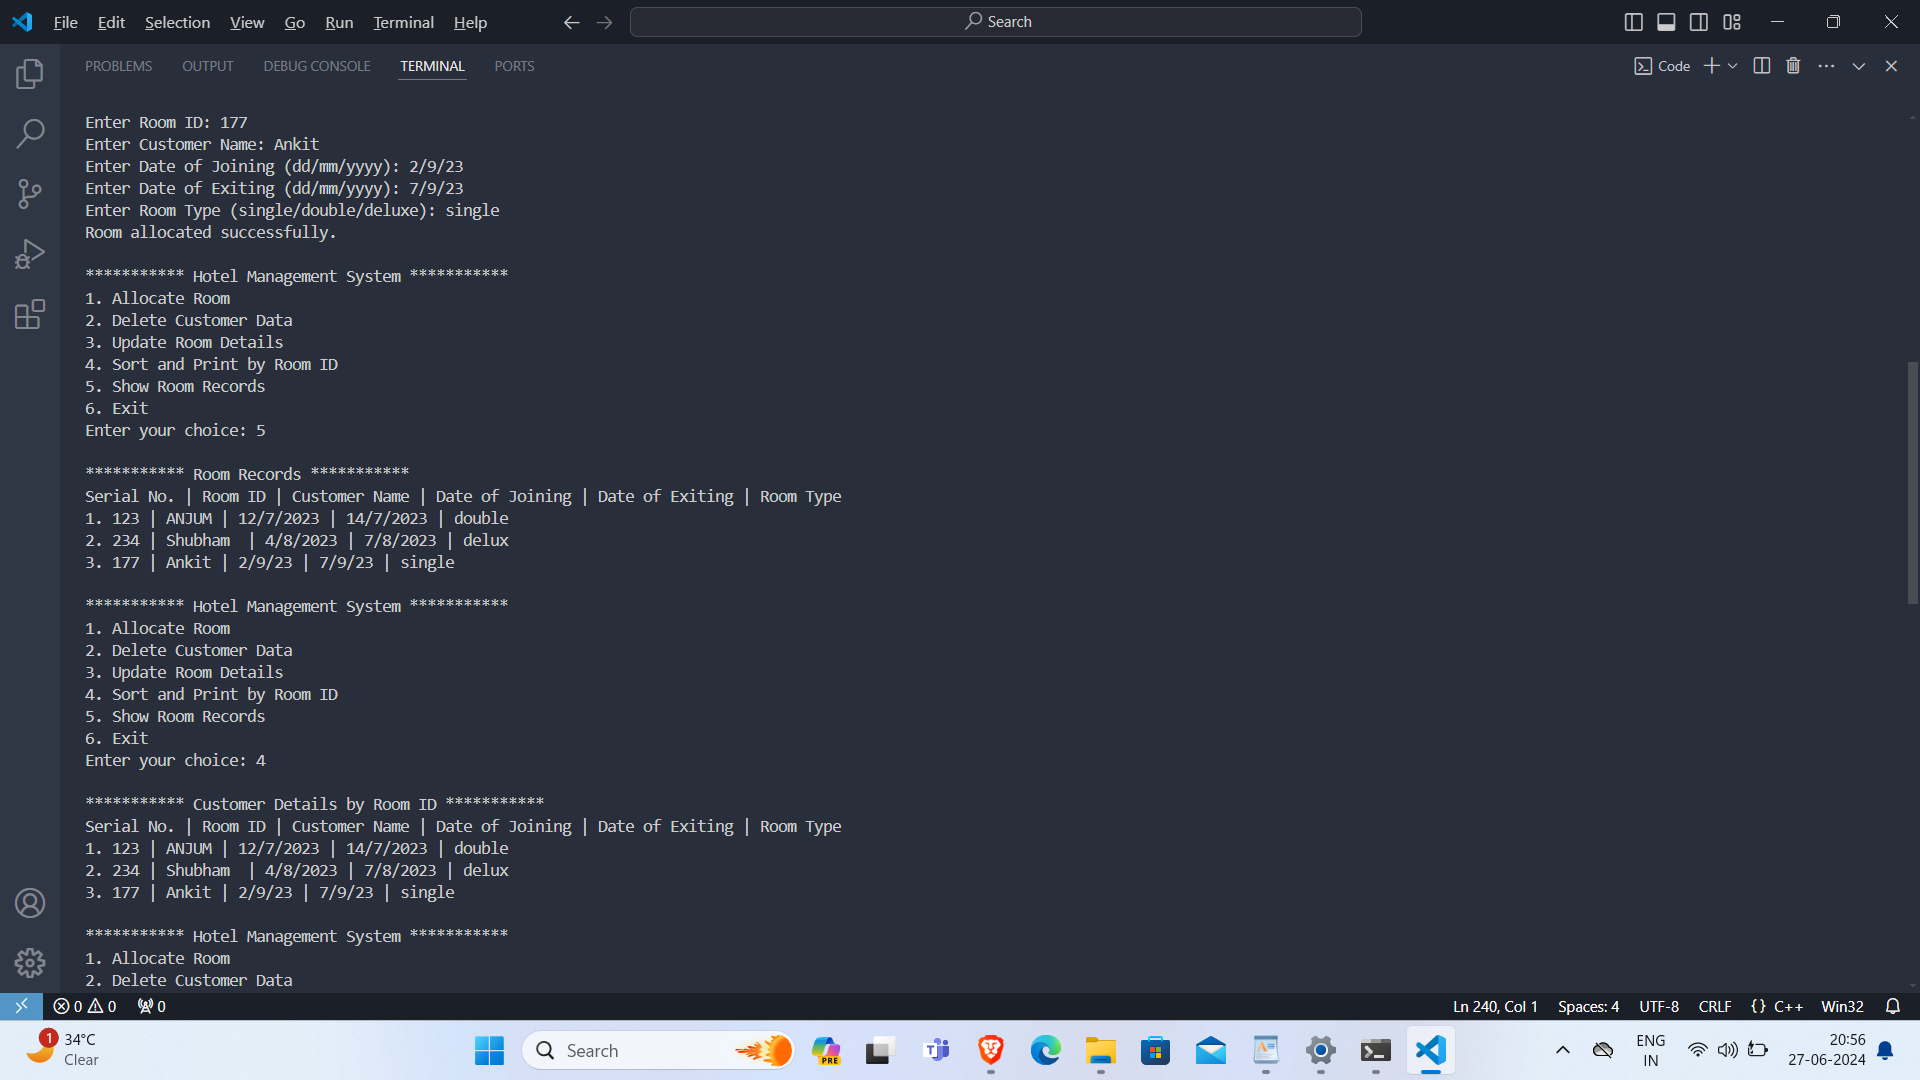 File Edit Selection View Go Run Terminal Help Search
PROBLEMS OUTPUT DEBUG CONSOLE TERMINAL PORTS Code
Enter Room ID: 177
Enter Customer Name: Ankit
Enter Date of Joining (dd/mm/yyyy): 2/9/23
Enter Date of Exiting (dd/mm/yyyy): 7/9/23
Enter Room Type (single/double/deluxe): single
Room allocated successfully.
*********** Hotel Management System ***********
1. Allocate Room
2. Delete Customer Data
3. Update Room Details
4. Sort and Print by Room ID
5. Show Room Records
6. Exit
Enter your choice: 5
*********** Room Records ***********
Serial No. | Room ID | Customer Name | Date of Joining | Date of Exiting | Room Type
1. 123 | ANJUM | 12/7/2023 | 14/7/2023 | double
2. 234 | Shubham  | 4/8/2023 | 7/8/2023 | delux
3. 177 | Ankit | 2/9/23 | 7/9/23 | single
*********** Hotel Management System ***********
1. Allocate Room
2. Delete Customer Data
3. Update Room Details
4. Sort and Print by Room ID
5. Show Room Records
6. Exit
Enter your choice: 4
*********** Customer Details by Room ID ***********
Serial No. | Room ID | Customer Name | Date of Joining | Date of Exiting | Room Type
1. 123 | ANJUM | 12/7/2023 | 14/7/2023 | double
2. 234 | Shubham  | 4/8/2023 | 7/8/2023 | delux
3. 177 | Ankit | 2/9/23 | 7/9/23 | single
*********** Hotel Management System ***********
1. Allocate Room
2. Delete Customer Data
0 0 0 Ln 240, Col 1 Spaces: 4 UTF-8 CRLF {} C++ Win32
1 34°C Search PRE ENG 20:56
Clear IN 27-06-2024